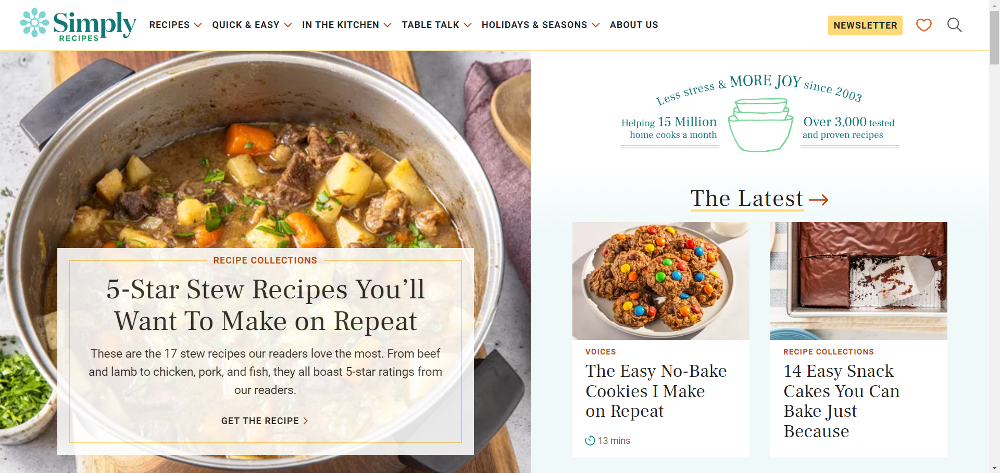 Simply
RECIPES
RECIPES
QUICK & EASY
IN THE KITCHEN
TABLE TALK
HOLIDAYS & SEASONS
ABOUT US
NEWSLETTER
RECIPE COLLECTIONS
5-Star Stew Recipes You’ll
Want To Make on Repeat
These are the 17 stew recipes our readers love the most. From beef
and lamb to chicken, pork, and fish, they all boast 5-star ratings from
our readers.
GET THE RECIPE
Less stress & MORE JOY since 2003
Helping 15 Million
home cooks a month
Over 3,000 tested
and proven recipes
The Latest
VOICES
The Easy No-Bake
Cookies I Make
on Repeat
13 mins
RECIPE COLLECTIONS
14 Easy Snack
Cakes You Can
Bake Just
Because